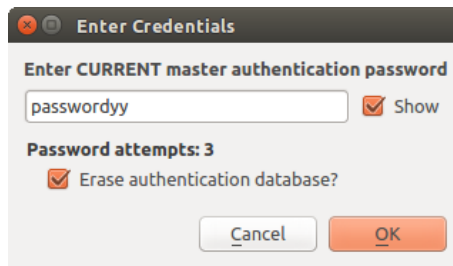 Enter Credentials
Enter CURRENT master authentication password
passwordyy Show
Password attempts: 3
Erase authentication database?
Cancel OK